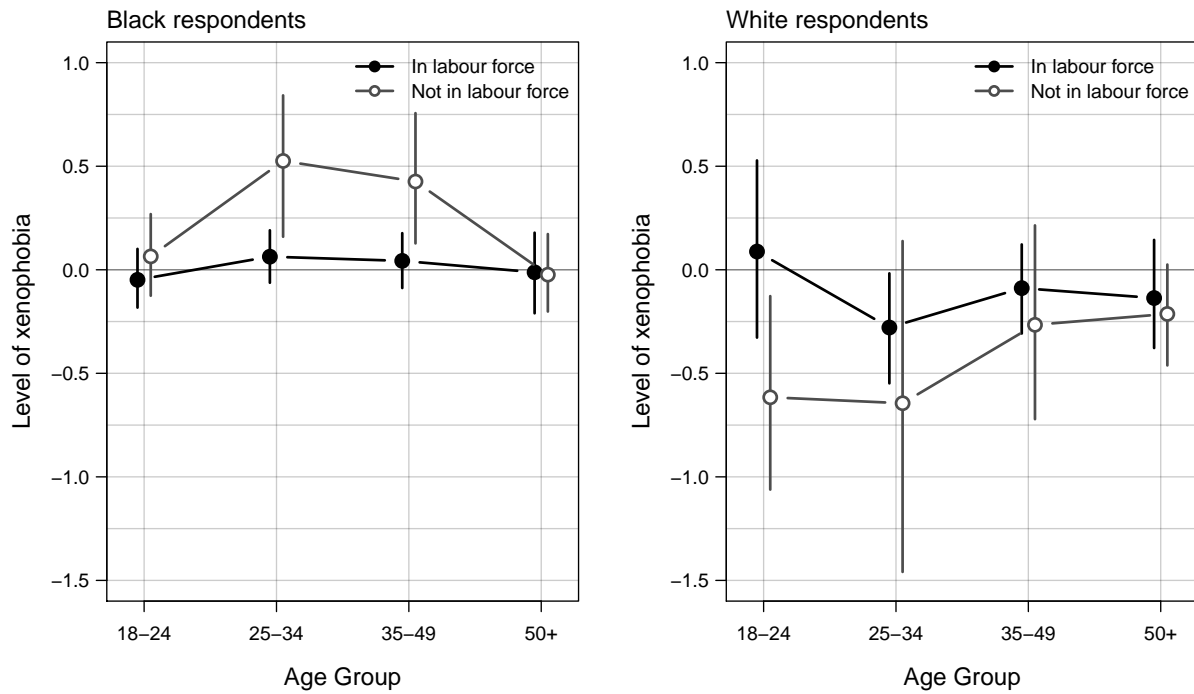 Black respondents
In labour force
Not in labour force
1.0
0.5
0.0
−0.5
−1.0
−1.5
Level of xenophobia
18−24
25−34
35−49
50+
Age Group
White respondents
In labour force
Not in labour force
1.0
0.5
0.0
−0.5
−1.0
−1.5
Level of xenophobia
18−24
25−34
35−49
50+
Age Group